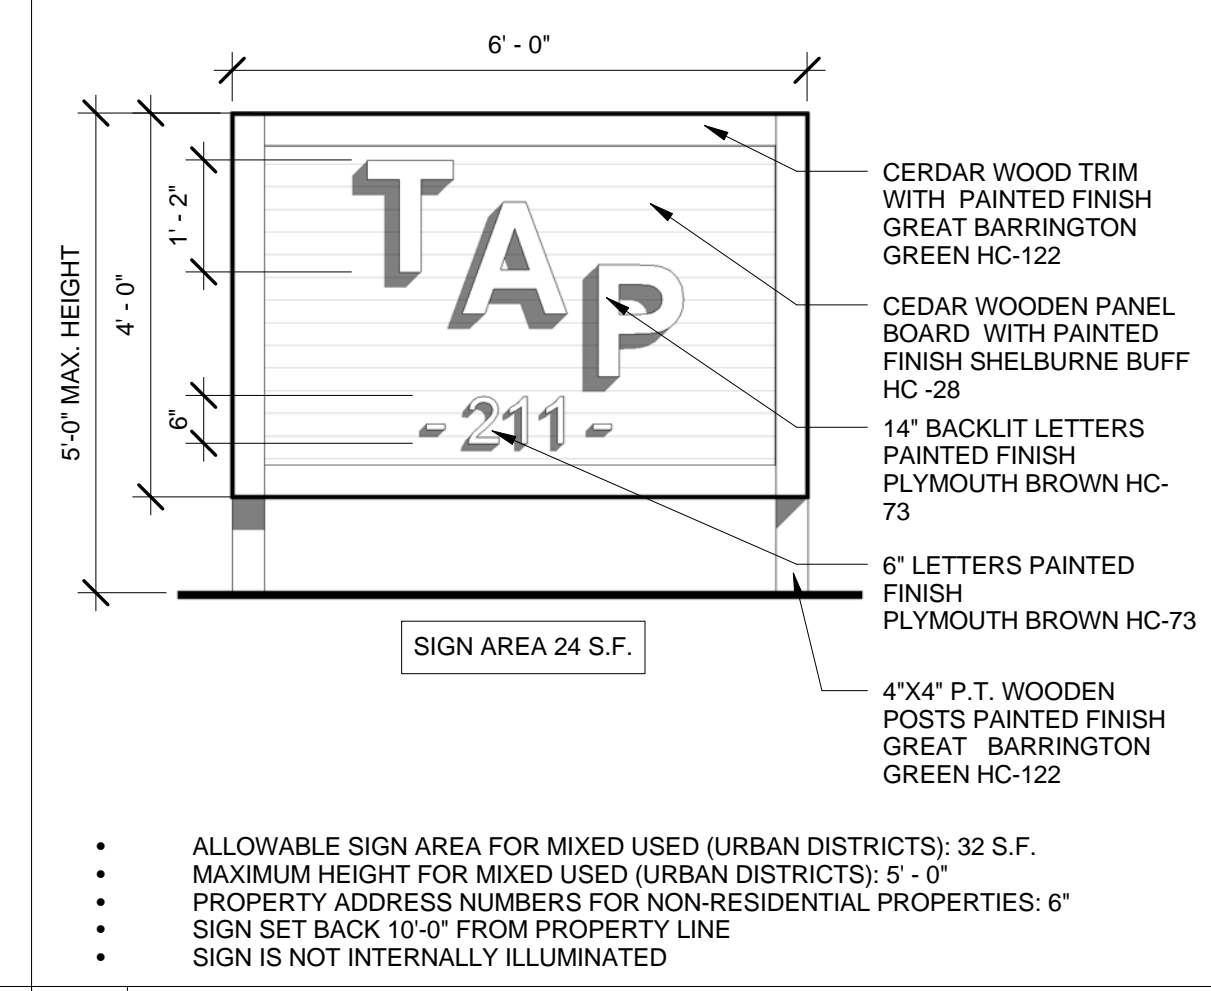 6' - 0"
CERDAR WOOD TRIM
WITH PAINTED FINISH
GREAT BARRINGTON
GREEN HC-122
CEDAR WOODEN PANEL
BOARD WITH PAINTED
FINISH SHELBURNE BUFF
HC -28
14" BACKLIT LETTERS
PAINTED FINISH
PLYMOUTH BROWN HC-
73
6" LETTERS PAINTED
FINISH
PLYMOUTH BROWN HC-73
4"X4" P.T. WOODEN
POSTS PAINTED FINISH
GREAT BARRINGTON
GREEN HC-122
5'-0" MAX. HEIGHT
4' - 0"
1' - 2"
6"
TAP
- 211 -
SIGN AREA 24 S.F.
• ALLOWABLE SIGN AREA FOR MIXED USED (URBAN DISTRICTS): 32 S.F.
• MAXIMUM HEIGHT FOR MIXED USED (URBAN DISTRICTS): 5' - 0"
• PROPERTY ADDRESS NUMBERS FOR NON-RESIDENTIAL PROPERTIES: 6"
• SIGN SET BACK 10'-0" FROM PROPERTY LINE
• SIGN IS NOT INTERNALLY ILLUMINATED